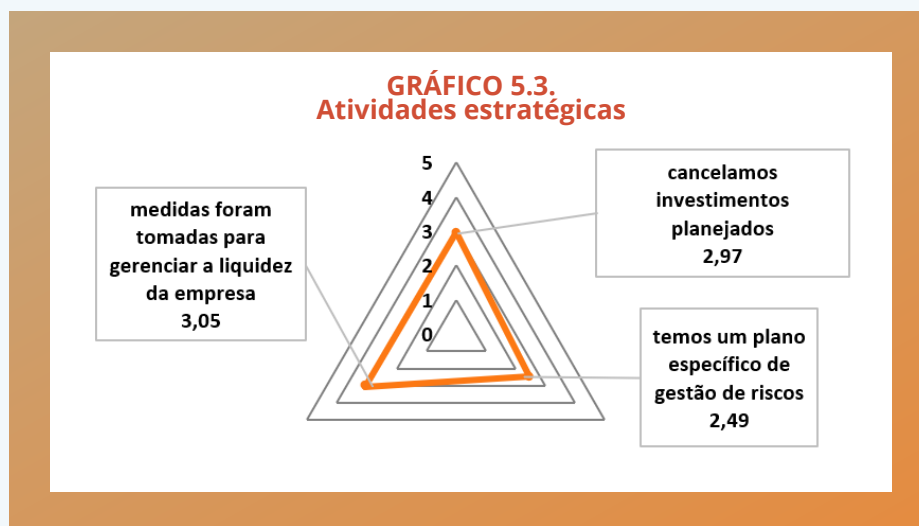 GRÁFICO 5.3.
Atividades estratégicas
5
4
3
2
1
0
medidas foram
tomadas para
gerenciar a liquidez
da empresa
3,05
cancelamos
investimentos
planejados
2,97
temos um plano
específico de
gestão de riscos
2,49